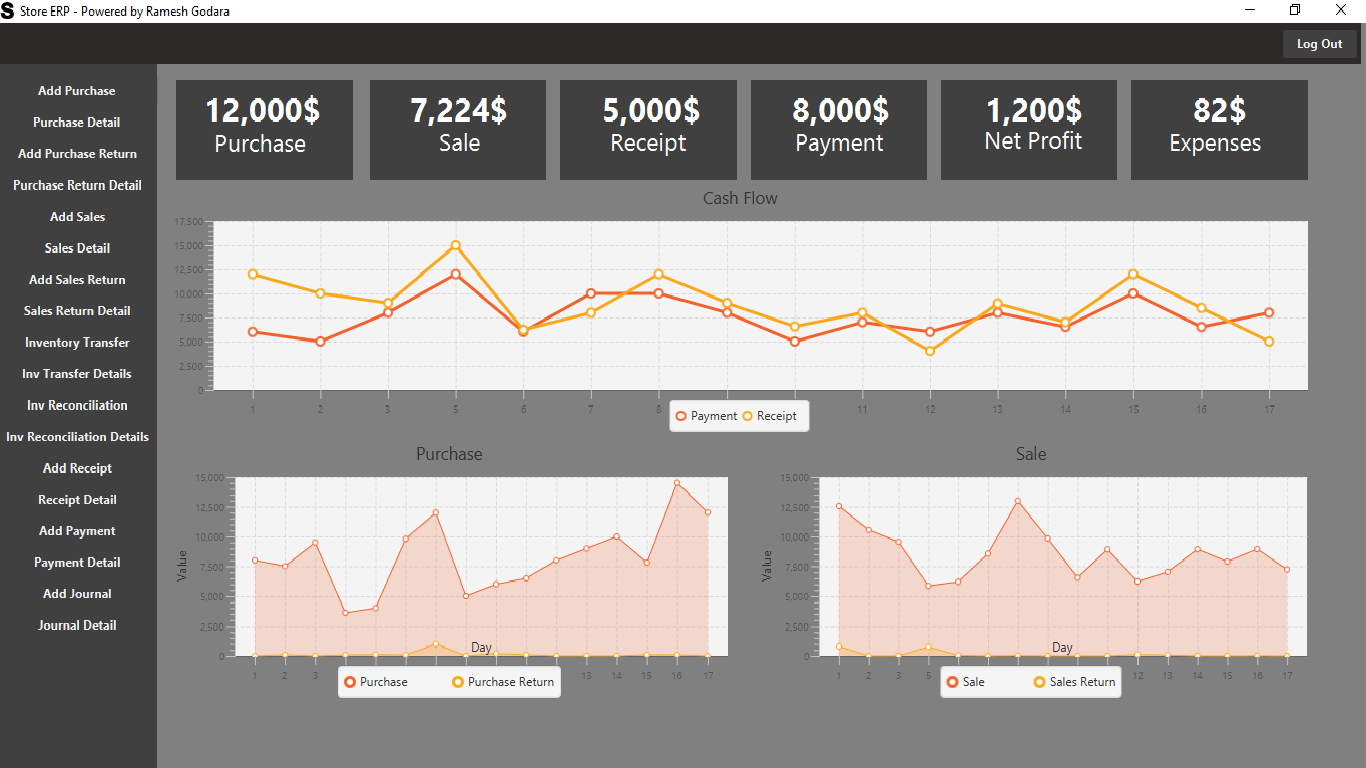 S Store ERP - Powered by Ramesh Godara
Log Out
Add Purchase
Purchase Detail
Add Purchase Return
Purchase Return Detail
Add Sales
Sales Detail
Add Sales Return
Sales Return Detail
Inventory Transfer
Inv Transfer Details
Inv Reconciliation
Inv Reconciliation Details
Add Receipt
Receipt Detail
Add Payment
Payment Detail
Add Journal
Journal Detail
12,000$
Purchase
7,224$
Sale
5,000$
Receipt
8,000$
Payment
1,200$
Net Profit
82$
Expenses
Cash Flow
17,500
15,000
12,500
10,000
7,500
5,000
2,500
0
1 2 3 5 6 7 8 11 12 13 14 15 16 17
Payment Receipt
Purchase
Value
15,000
12,500
10,000
7,500
5,000
2,500
0
Day
1 2 3 13 14 15 16 17
Purchase Purchase Return
Sale
Value
15,000
12,500
10,000
7,500
5,000
2,500
0
Day
1 2 3 5 12 13 14 15 16 17
Sale Sales Return